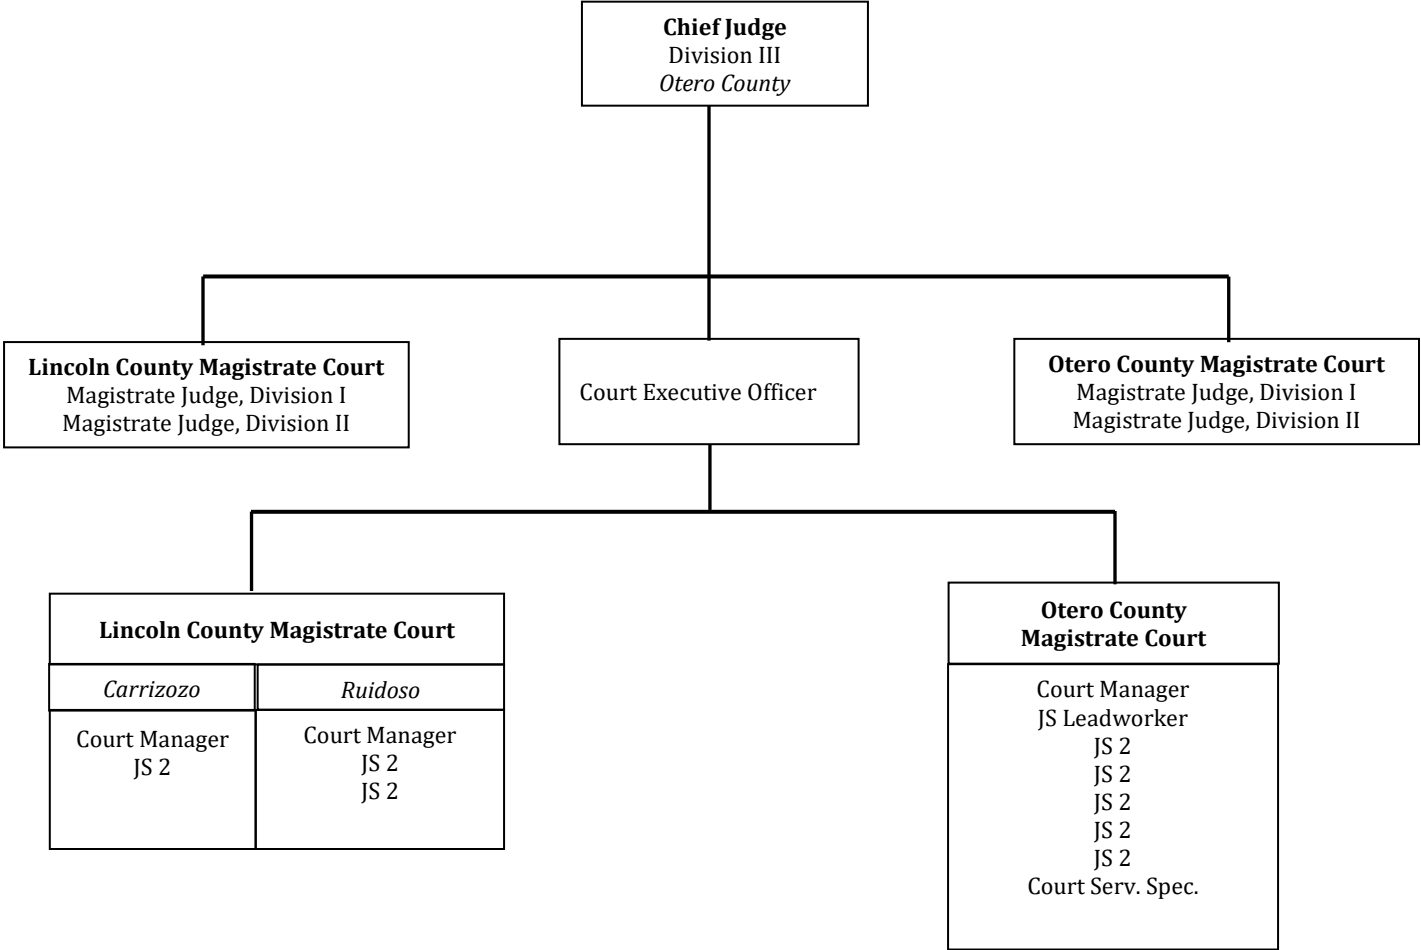 Chief Judge
Division III
Otero County
Lincoln County Magistrate Court
Magistrate Judge, Division I
Magistrate Judge, Division II
Court Executive Officer
Otero County Magistrate Court
Magistrate Judge, Division I
Magistrate Judge, Division II
Lincoln County Magistrate Court
Carrizozo
Court Manager
JS 2
Ruidoso
Court Manager
JS 2
JS 2
Otero County
Magistrate Court
Court Manager
JS Leadworker
JS 2
JS 2
JS 2
JS 2
JS 2
Court Serv. Spec.